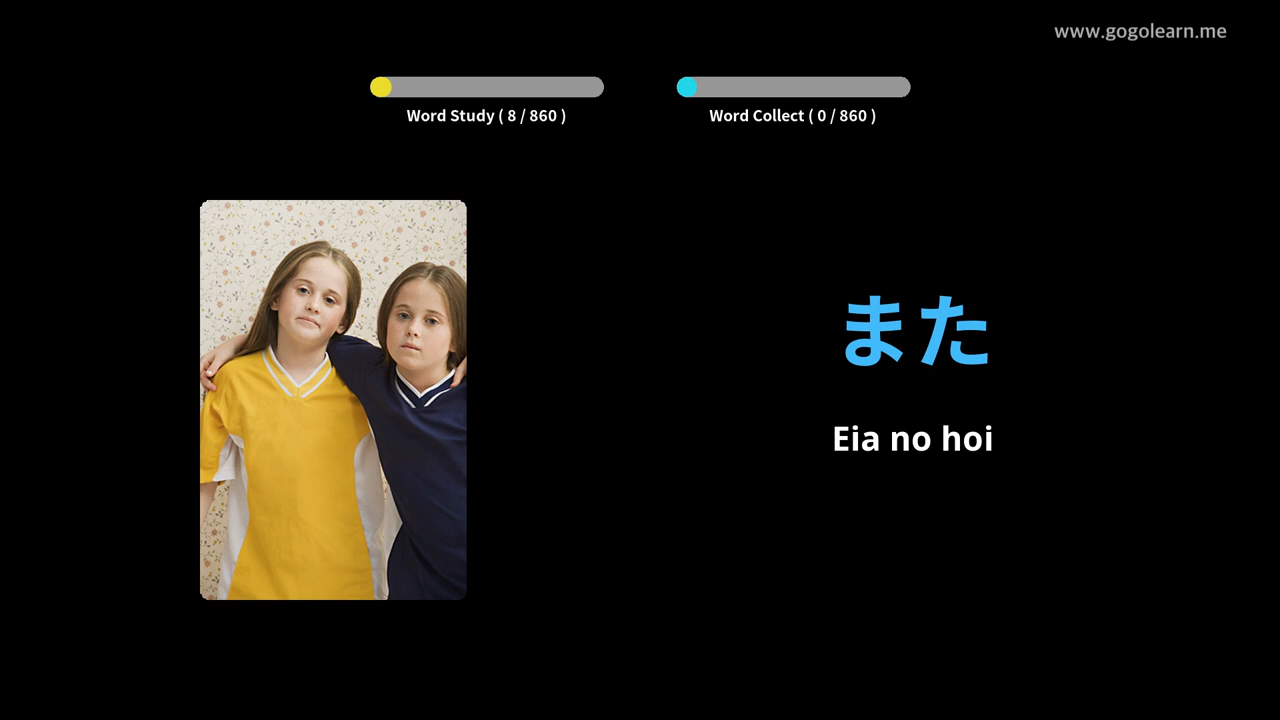 www.gogolearn.me
Word Study ( 8 / 860 )
Word Collect ( 0 / 860 )
また
Eia no hoi